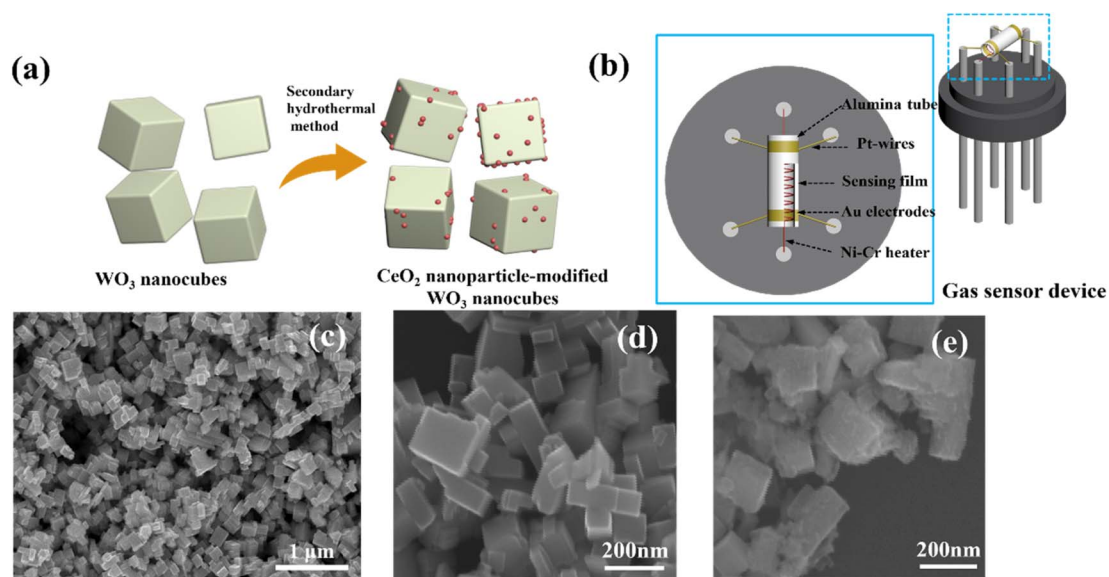 (a)
Secondary
hydrothermal
method
WO₃ nanocubes
CeO₂ nanoparticle-modified
WO₃ nanocubes
(b)
Alumina tube
Pt-wires
Sensing film
Au electrodes
Ni-Cr heater
Gas sensor device
(c)
1 μm
(d)
200nm
(e)
200nm